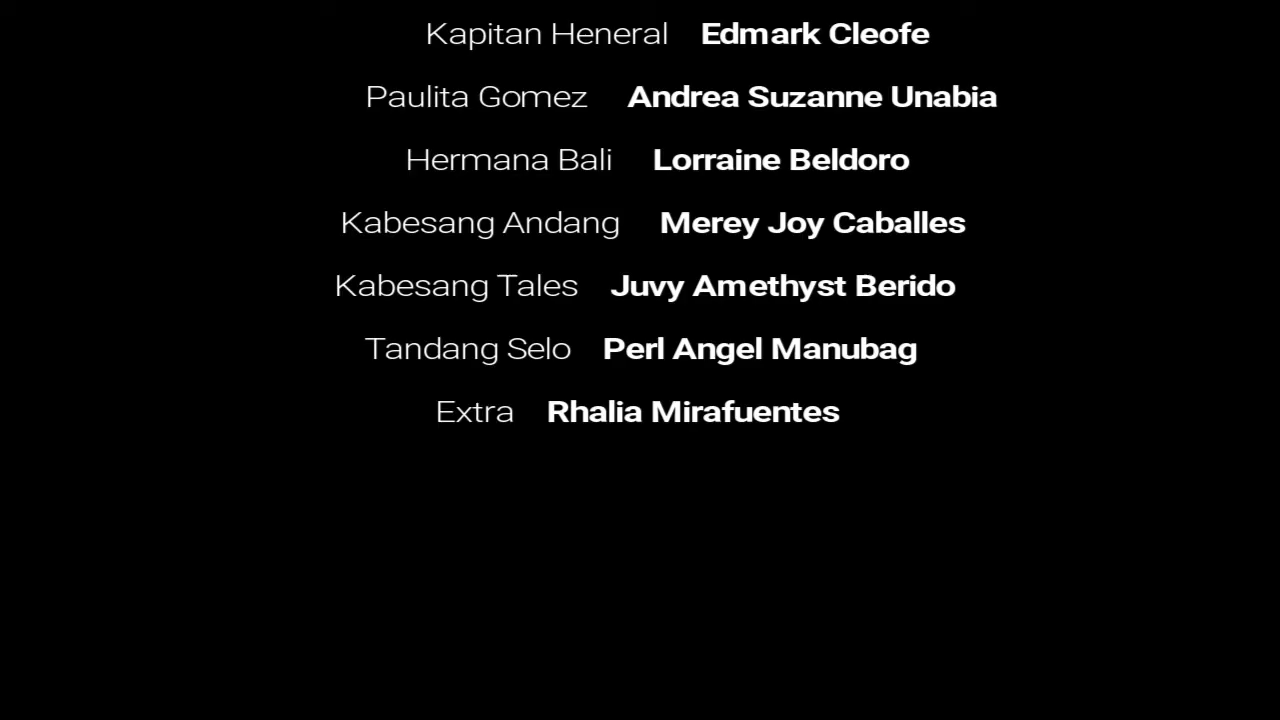 Kapitan Heneral Edmark Cleofe
Paulita Gomez Andrea Suzanne Unabia
Hermana Bali Lorraine Beldoro
Kabesang Andang Merey Joy Caballes
Kabesang Tales Juvy Amethyst Berido
Tandang Selo Perl Angel Manubag
Extra Rhalia Mirafuentes